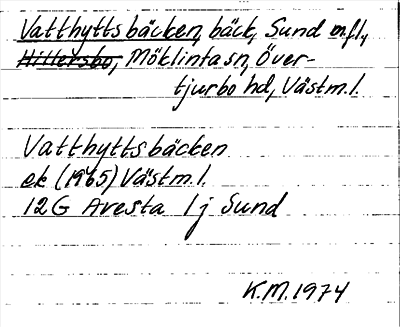 Vatthyttsbäcken, bäck, Sund m.fl.,
Hillersbo, Möklinta sn, Över-
tjurbo hd, Västm.l.
Vatthyttsbäcken
ek (1965) Västm.l.
12G Avesta 1j Sund
K.M. 1974